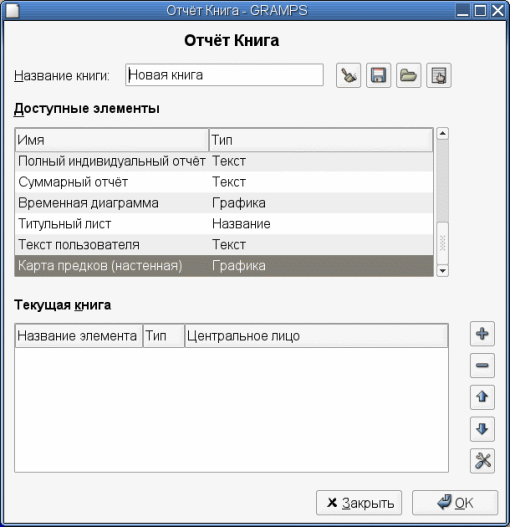 Отчёт Книга - GRAMPS
Отчёт Книга
Название книги: Новая книга
Доступные элементы
Имя Тип
Полный индивидуальный отчёт Текст
Суммарный отчёт Текст
Временная диаграмма Графика
Титульный лист Название
Текст пользователя Текст
Карта предков (настенная) Графика
Текущая книга
Название элемента Тип Центральное лицо
Закрыть OK